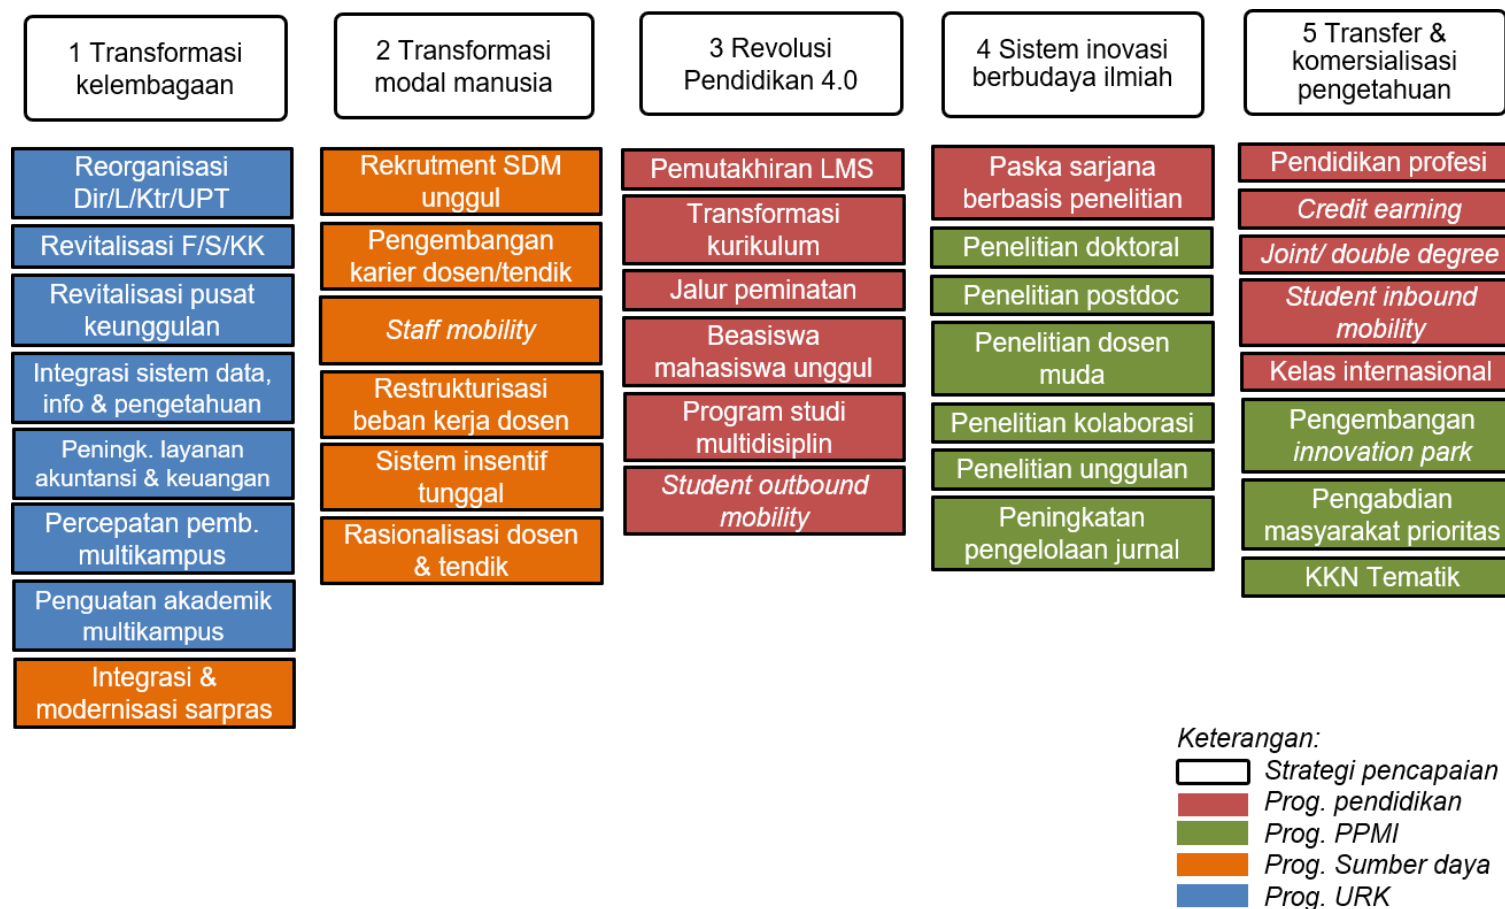 1 Transformasi
kelembagaan
2 Transformasi
modal manusia
3 Revolusi
Pendidikan 4.0
4 Sistem inovasi
berbudaya ilmiah
5 Transfer &
komersialisasi
pengetahuan
Reorganisasi
Dir/L/Ktr/UPT
Revitalisasi F/S/KK
Revitalisasi pusat
keunggulan
Integrasi sistem data,
info & pengetahuan
Peningk. layanan
akuntansi & keuangan
Percepatan pemb.
multikampus
Penguatan akademik
multikampus
Integrasi &
modernisasi sarpras
Rekrutment SDM
unggul
Pengembangan
karier dosen/tendik
Staff mobility
Restrukturisasi
beban kerja dosen
Sistem insentif
tunggal
Rasionalisasi dosen
& tendik
Pemutakhiran LMS
Transformasi
kurikulum
Jalur peminatan
Beasiswa
mahasiswa unggul
Program studi
multidisiplin
Student outbound
mobility
Paska sarjana
berbasis penelitian
Penelitian doktoral
Penelitian postdoc
Penelitian dosen
muda
Penelitian kolaborasi
Penelitian unggulan
Peningkatan
pengelolaan jurnal
Pendidikan profesi
Credit earning
Joint/ double degree
Student inbound
mobility
Kelas internasional
Pengembangan
innovation park
Pengabdian
masyarakat prioritas
KKN Tematik
Keterangan:
Strategi pencapaian
Prog. pendidikan
Prog. PPMI
Prog. Sumber daya
Prog. URK